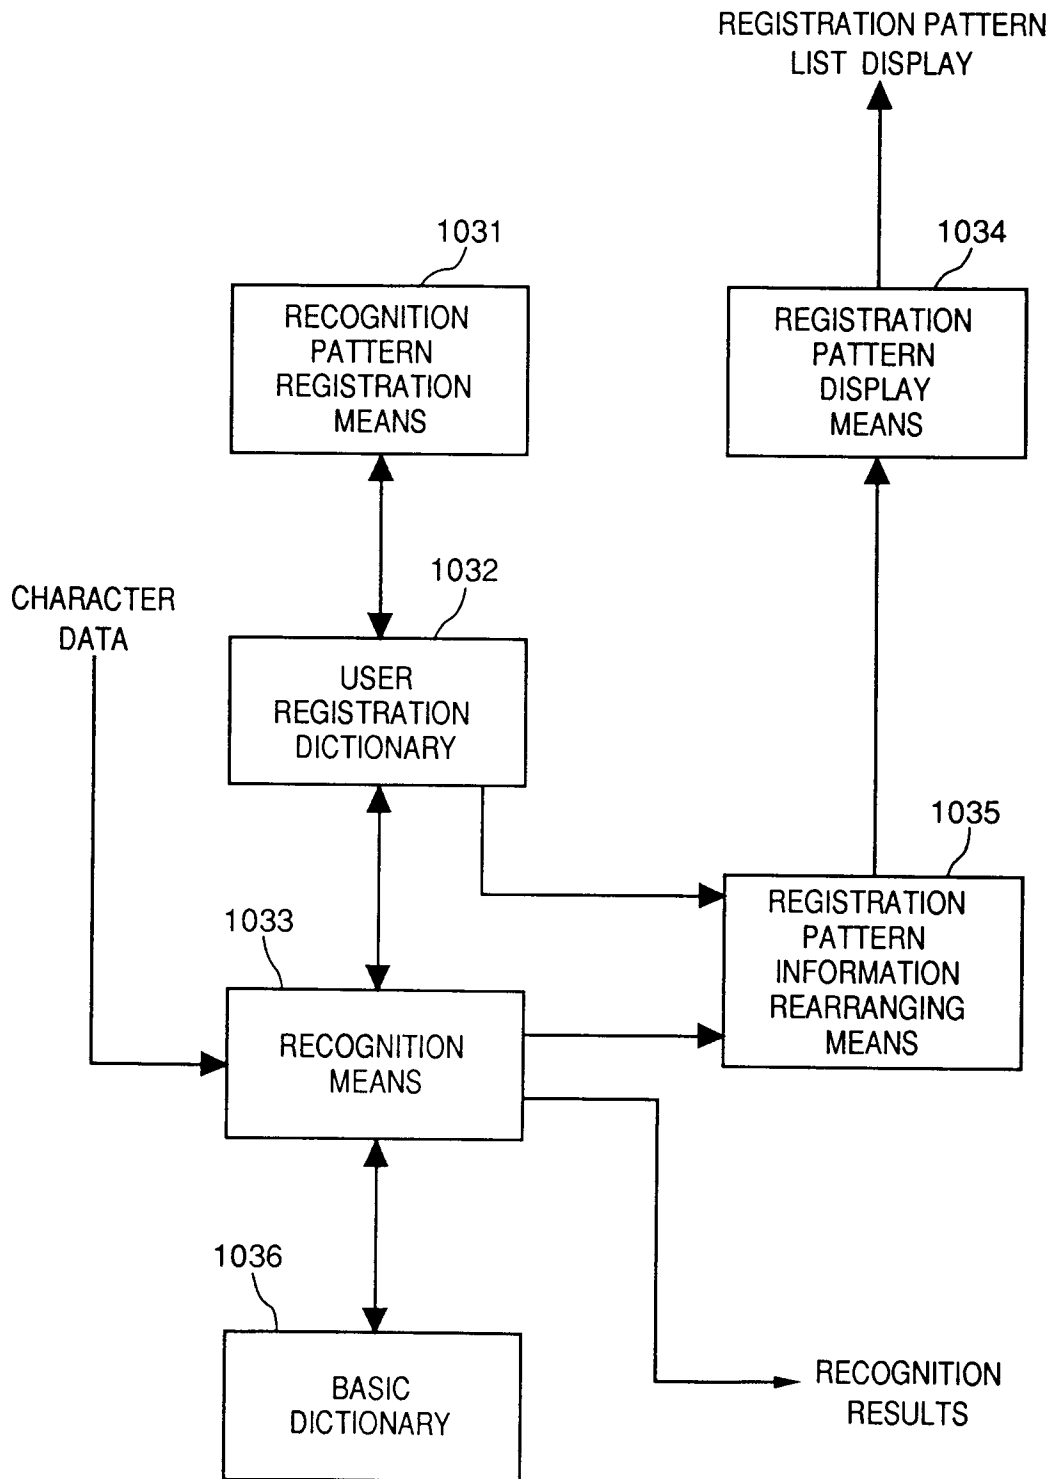 REGISTRATION PATTERN
LIST DISPLAY
1031
RECOGNITION
PATTERN
REGISTRATION
MEANS
1034
REGISTRATION
PATTERN
DISPLAY
MEANS
CHARACTER
DATA
1032
USER
REGISTRATION
DICTIONARY
1035
REGISTRATION
PATTERN
INFORMATION
REARRANGING
MEANS
1033
RECOGNITION
MEANS
1036
BASIC
DICTIONARY
RECOGNITION
RESULTS